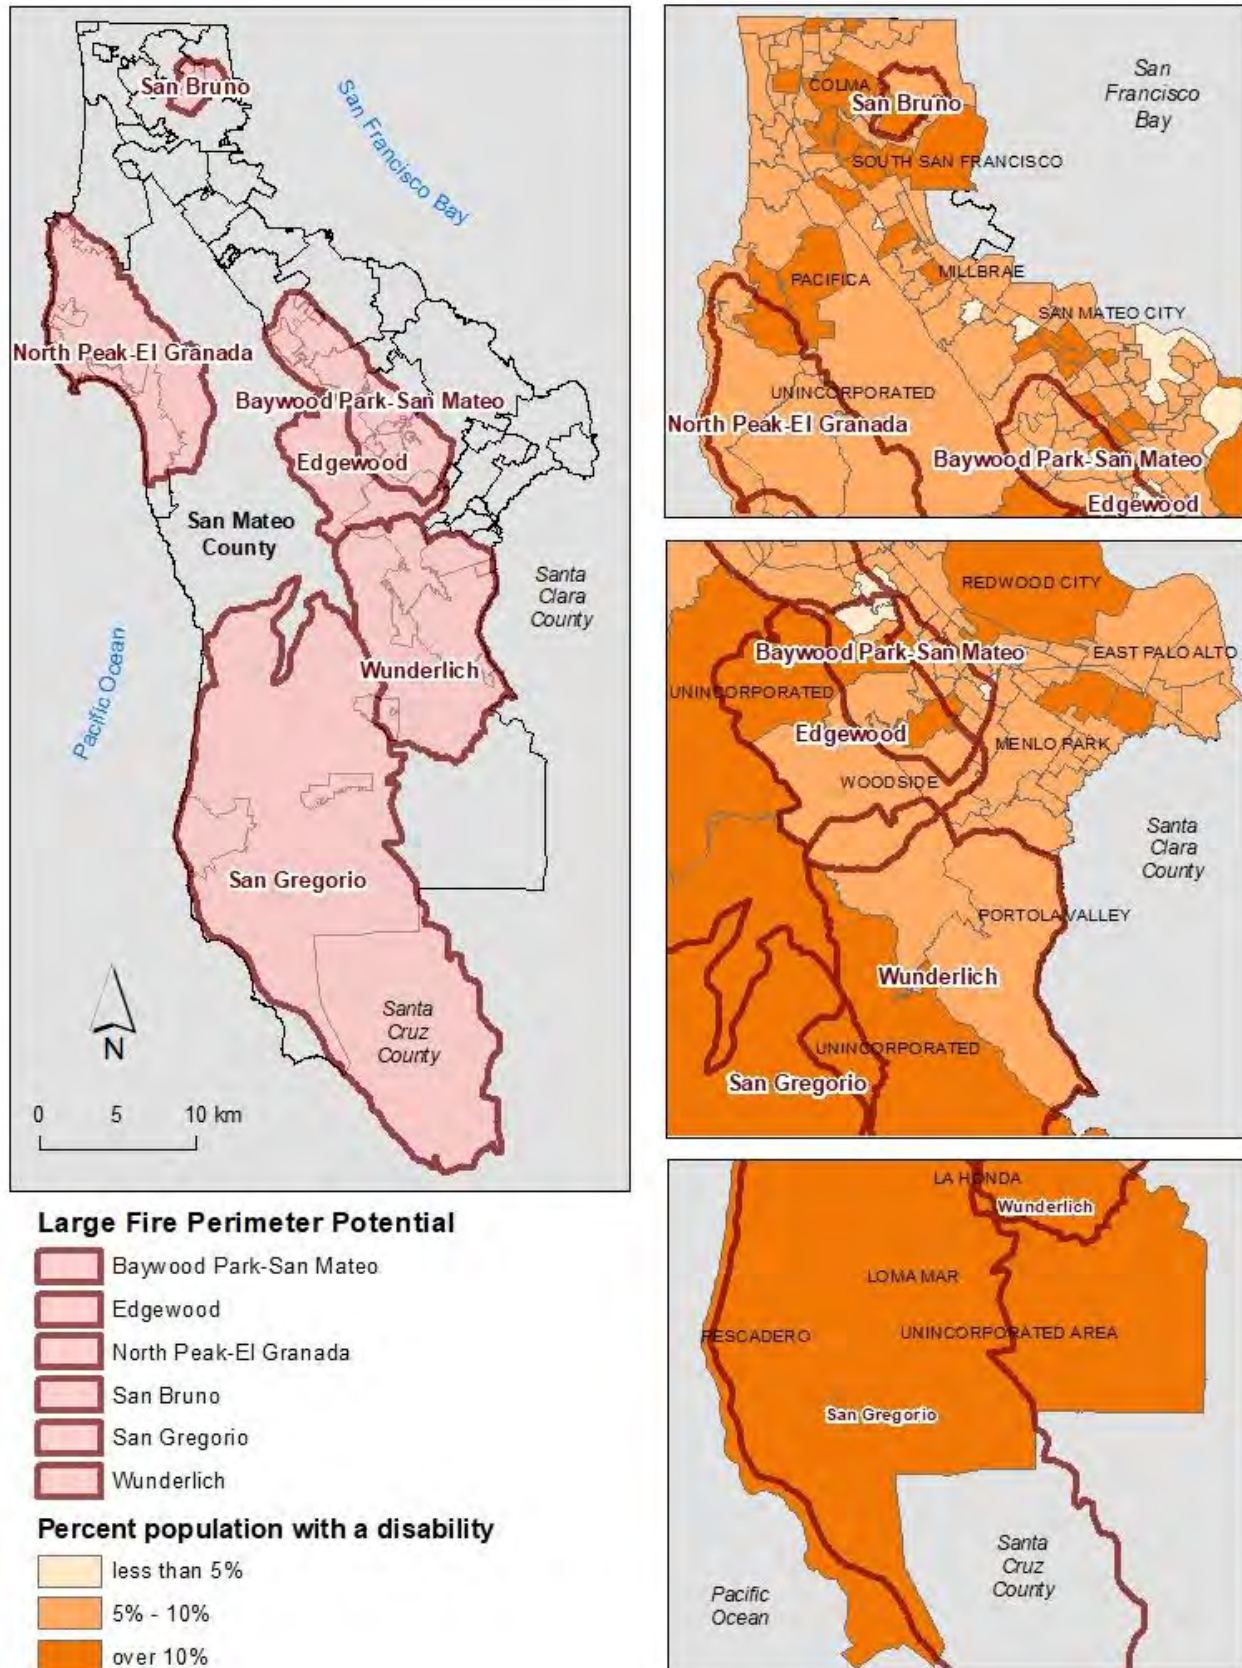 San Bruno
San Francisco Bay
North Peak-El Granada
Baywood Park-San Mateo
Edgewood
San Mateo
County
Santa
Clara
County
Pacific Ocean
Wunderlich
San Gregorio
Santa
Cruz
County
N
0 5 10 km
San
Francisco
Bay
COLMA
San Bruno
SOUTH SAN FRANCISCO
PACIFICA
MILLBRAE
SAN MATEO CITY
UNINCORPORATED
North Peak-El Granada
Baywood Park-San Mateo
Edgewood
REDWOOD CITY
Baywood Park-San Mateo
EAST PALO ALTO
UNINCORPORATED
Edgewood
MENLO PARK
WOODSIDE
Santa
Clara
County
PORTOLA VALLEY
Wunderlich
UNINCORPORATED
San Gregorio
LA HONDA
Wunderlich
LOMA MAR
PESCADERO
UNINCORPORATED AREA
San Gregorio
Santa
Cruz
County
Pacific
Ocean
Large Fire Perimeter Potential
Baywood Park-San Mateo
Edgewood
North Peak-El Granada
San Bruno
San Gregorio
Wunderlich
Percent population with a disability
less than 5%
5% - 10%
over 10%